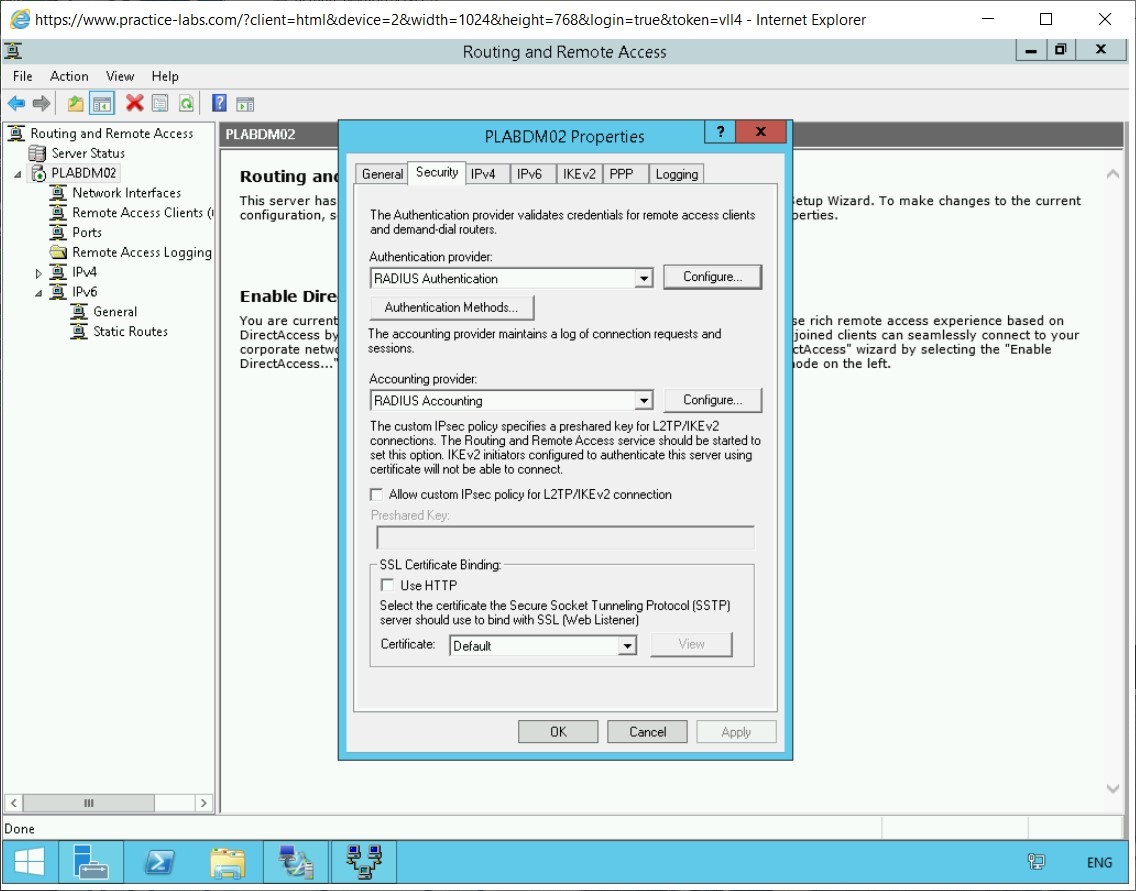 https://www.practice-labs.com/?client=html&device=2&width=1024&height=768&login=true&token=vll4 - Internet Explorer
Routing and Remote Access
File Action View Help
Routing and Remote Access
Server Status
PLABDM02
Network Interfaces
Remote Access Clients (
Ports
Remote Access Logging
IPv4
IPv6
General
Static Routes
PLABDM02
Routing and
This server has
configuration, s
Setup Wizard. To make changes to the current
perties.
Enable Dire
You are current
DirectAccess by
corporate netw
DirectAccess..."
se rich remote access experience based on
joined clients can seamlessly connect to your
ctAccess" wizard by selecting the "Enable
node on the left.
PLABDM02 Properties
? x
General Security IPv4 IPv6 IKEv2 PPP Logging
The Authentication provider validates credentials for remote access clients
and demand-dial routers.
Authentication provider:
RADIUS Authentication Configure...
Authentication Methods...
The accounting provider maintains a log of connection requests and
sessions.
Accounting provider:
RADIUS Accounting Configure...
The custom IPsec policy specifies a preshared key for L2TP/IKEv2
connections. The Routing and Remote Access service should be started to
set this option. IKEv2 initiators configured to authenticate this server using
certificate will not be able to connect.
Allow custom IPsec policy for L2TP/IKEv2 connection
Preshared Key:
SSL Certificate Binding:
Use HTTP
Select the certificate the Secure Socket Tunneling Protocol (SSTP)
server should use to bind with SSL (Web Listener)
Certificate: Default View
OK Cancel Apply
Done
ENG